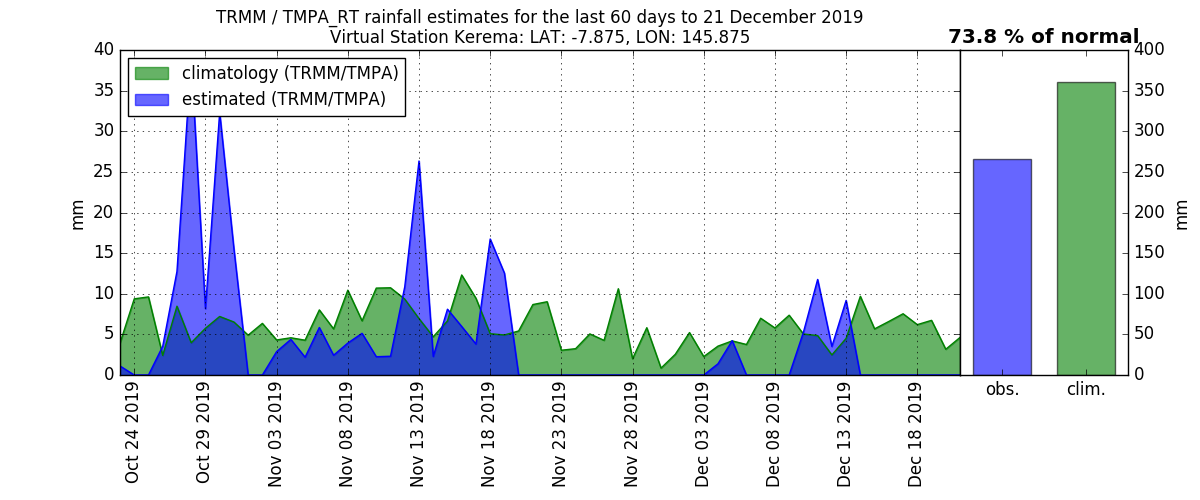 TRMM / TMPA_RT rainfall estimates for the last 60 days to 21 December 2019
Virtual Station Kerema: LAT: -7.875, LON: 145.875
73.8 % of normal
climatology (TRMM/TMPA)
estimated (TRMM/TMPA)
40
35
30
25
20
15
10
5
0
mm
Oct 24 2019
Oct 29 2019
Nov 03 2019
Nov 08 2019
Nov 13 2019
Nov 18 2019
Nov 23 2019
Nov 28 2019
Dec 03 2019
Dec 08 2019
Dec 13 2019
Dec 18 2019
obs.
clim.
400
350
300
250
200
150
100
50
0
mm